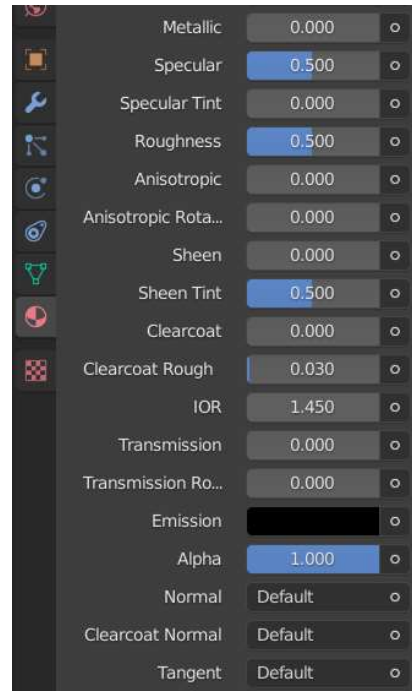 Metallic 0.000
Specular 0.500
Specular Tint 0.000
Roughness 0.500
Anisotropic 0.000
Anisotropic Rota... 0.000
Sheen 0.000
Sheen Tint 0.500
Clearcoat 0.000
Clearcoat Rough 0.030
IOR 1.450
Transmission 0.000
Transmission Ro... 0.000
Emission
Alpha 1.000
Normal Default
Clearcoat Normal Default
Tangent Default